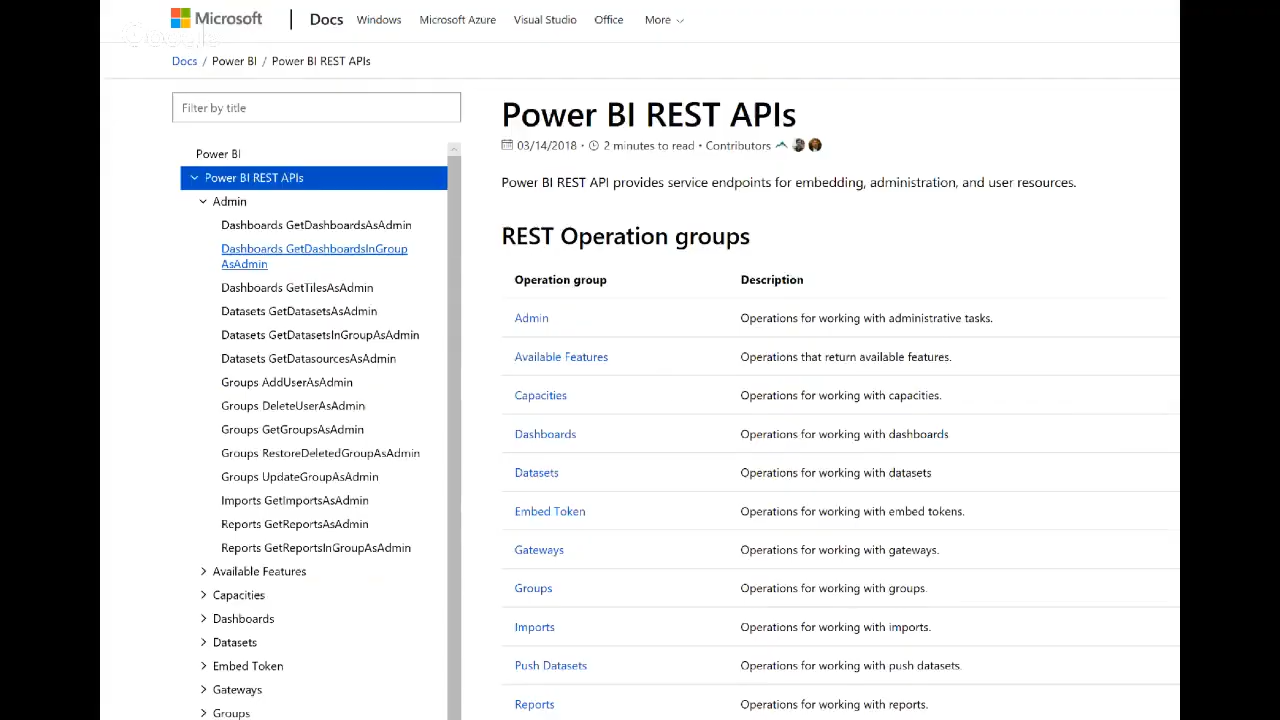 Microsoft
Docs
Windows
Microsoft Azure
Visual Studio
Office
More
Docs / Power BI / Power BI REST APIs
Filter by title
Power BI
Power BI REST APIs
Admin
Dashboards GetDashboardsAsAdmin
Dashboards GetDashboardsInGroup
AsAdmin
Dashboards GetTilesAsAdmin
Datasets GetDatasetsAsAdmin
Datasets GetDatasetsInGroupAsAdmin
Datasets GetDatasourcesAsAdmin
Groups AddUserAsAdmin
Groups DeleteUserAsAdmin
Groups GetGroupsAsAdmin
Groups RestoreDeletedGroupAsAdmin
Groups UpdateGroupAsAdmin
Imports GetImportsAsAdmin
Reports GetReportsAsAdmin
Reports GetReportsInGroupAsAdmin
Available Features
Capacities
Dashboards
Datasets
Embed Token
Gateways
Groups
Power BI REST APIs
03/14/2018 • 2 minutes to read • Contributors
Power BI REST API provides service endpoints for embedding, administration, and user resources.
REST Operation groups
Operation group Description
Admin Operations for working with administrative tasks.
Available Features Operations that return available features.
Capacities Operations for working with capacities.
Dashboards Operations for working with dashboards
Datasets Operations for working with datasets
Embed Token Operations for working with embed tokens.
Gateways Operations for working with gateways.
Groups Operations for working with groups.
Imports Operations for working with imports.
Push Datasets Operations for working with push datasets.
Reports Operations for working with reports.